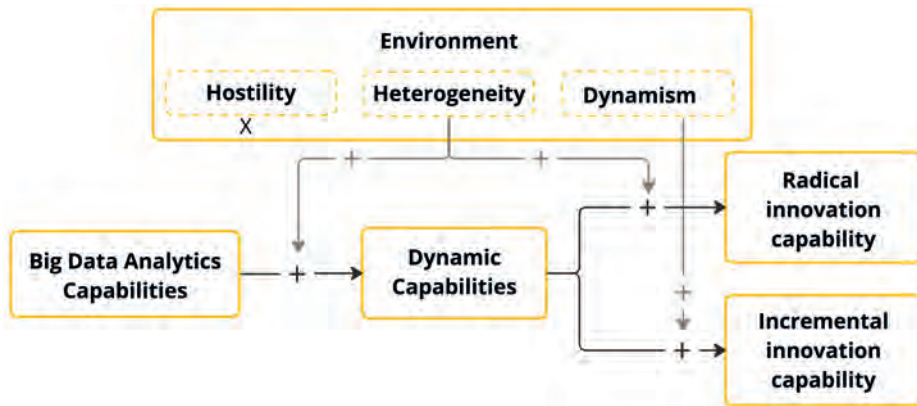 Environment
Hostility
Heterogeneity
Dynamism
X
+
+
Radical
innovation
capability
+
Big Data Analytics
Capabilities
+
Dynamic
Capabilities
+
Incremental
innovation
capability
+